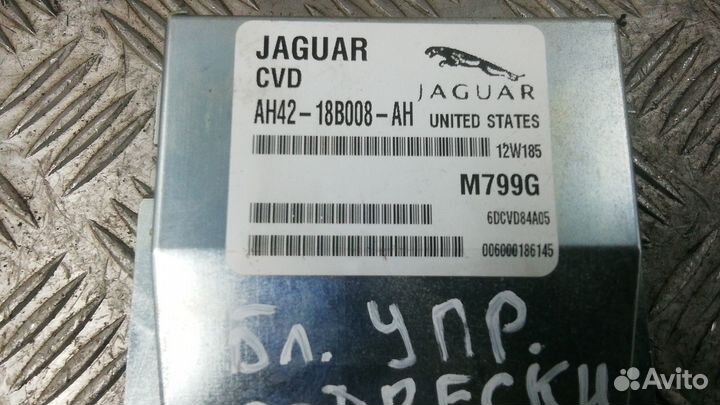 JAGUAR
CVD
JAGUAR
AH42-18B008-AH
UNITED STATES
12W185
M799G
6DCVD84A05
006000186145
Бл. УПР.
Avito